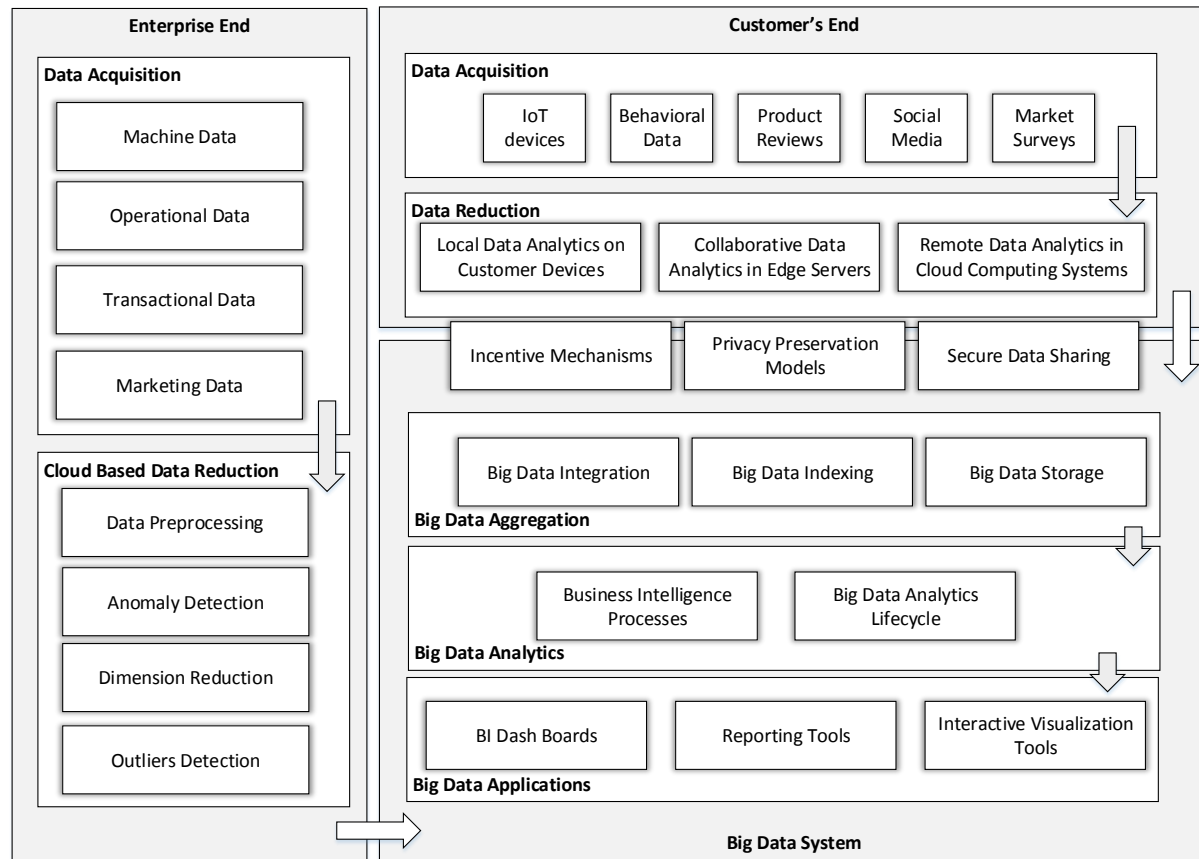 Enterprise End
Data Acquisition
Machine Data
Operational Data
Transactional Data
Marketing Data
Cloud Based Data Reduction
Data Preprocessing
Anomaly Detection
Dimension Reduction
Outliers Detection
Customer’s End
Data Acquisition
IoT
devices
Behavioral
Data
Product
Reviews
Social
Media
Market
Surveys
Data Reduction
Local Data Analytics on
Customer Devices
Collaborative Data
Analytics in Edge Servers
Remote Data Analytics in
Cloud Computing Systems
Incentive Mechanisms
Privacy Preservation
Models
Secure Data Sharing
Big Data Integration
Big Data Indexing
Big Data Storage
Big Data Aggregation
Business Intelligence
Processes
Big Data Analytics
Lifecycle
Big Data Analytics
BI Dash Boards
Reporting Tools
Interactive Visualization
Tools
Big Data Applications
Big Data System